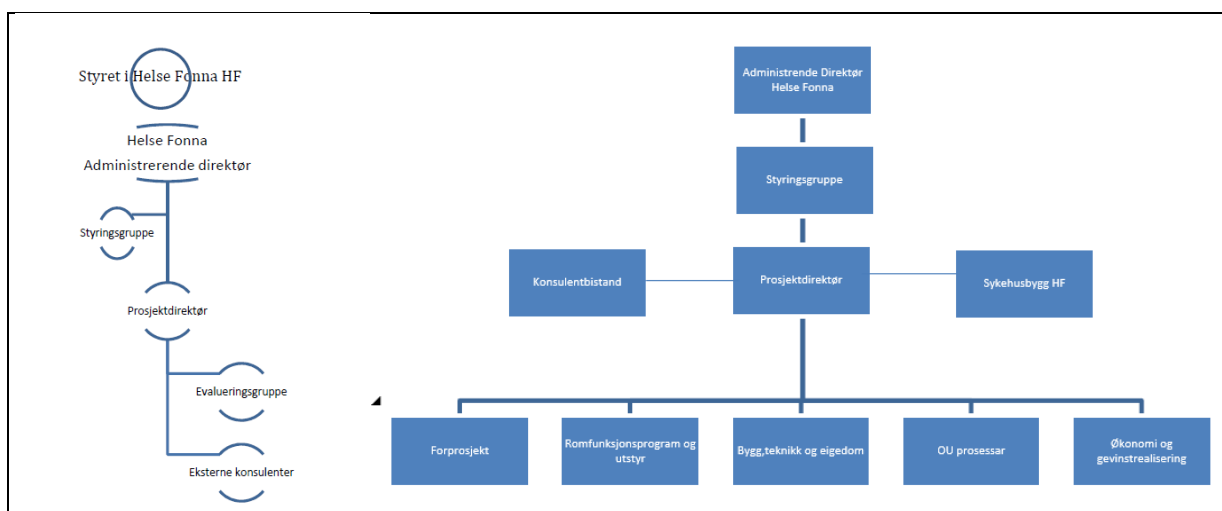 Styret i Helse Fonna HF
Helse Fonna
Administrerende direktør
Styringsgruppe
Prosjektdirektør
Evalueringsgruppe
Eksterne konsulenter
Administrende Direktør
Helse Fonna
Styringsgruppe
Konsulentbistand
Prosjektdirektør
Sykehusbygg HF
Forprosjekt
Romfunksjonsprogram og
utstyr
Bygg,teknikk og eigedom
OU prosessar
Økonomi og
gevinstrealisering